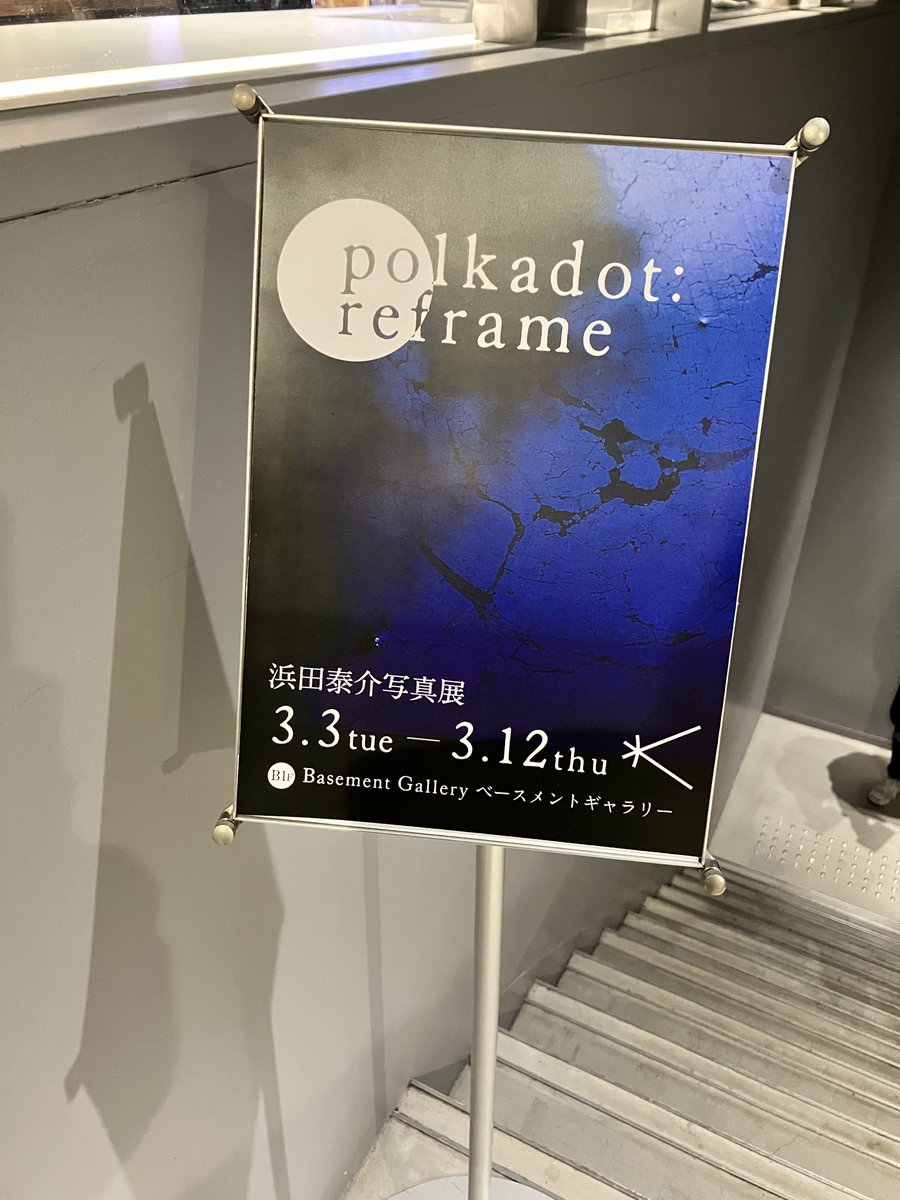 polkadot:
reframe
浜田泰介写真展
3.3tue — 3.12thu
B1F Basement Gallery ベースメントギャラリー